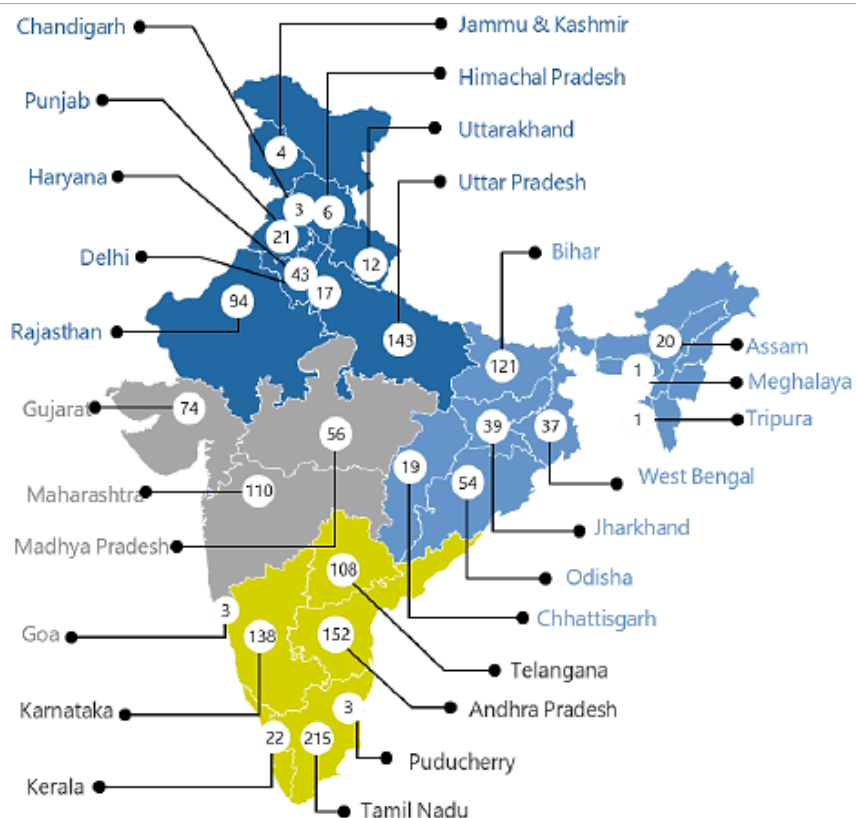 Chandigarh
Jammu & Kashmir
Himachal Pradesh
Punjab
Uttarakhand
4
Haryana
Uttar Pradesh
3
6
21
Delhi
Bihar
12
43
17
94
Rajasthan
143
20
Assam
121
1
Meghalaya
Gujarat
74
1
Tripura
56
39
37
19
West Bengal
54
Maharashtra
110
Jharkhand
Madhya Pradesh
108
Odisha
3
Chhattisgarh
Goa
138
152
Telangana
Karnataka
3
Andhra Pradesh
22
215
Puducherry
Kerala
Tamil Nadu